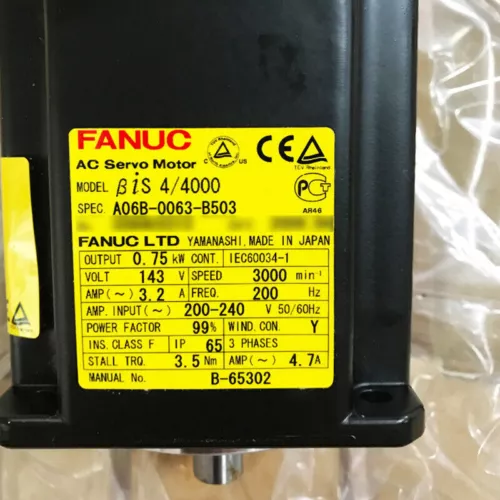 FANUC
AC Servo Motor
MODEL βiS 4/4000
SPEC. A06B-0063-B503
C US
CE
AR46
FANUC LTD YAMANASHI, MADE IN JAPAN
OUTPUT 0.75 kW CONT. IEC60034-1
VOLT 143 V SPEED 3000 min⁻¹
AMP(~) 3.2 A FREQ. 200 Hz
AMP. INPUT(~) 200-240 V 50/60Hz
POWER FACTOR 99% WIND. CON. Y
INS. CLASS F IP 65 3 PHASES
STALL TRQ. 3.5 Nm AMP(~) 4.7A
MANUAL No. B-65302